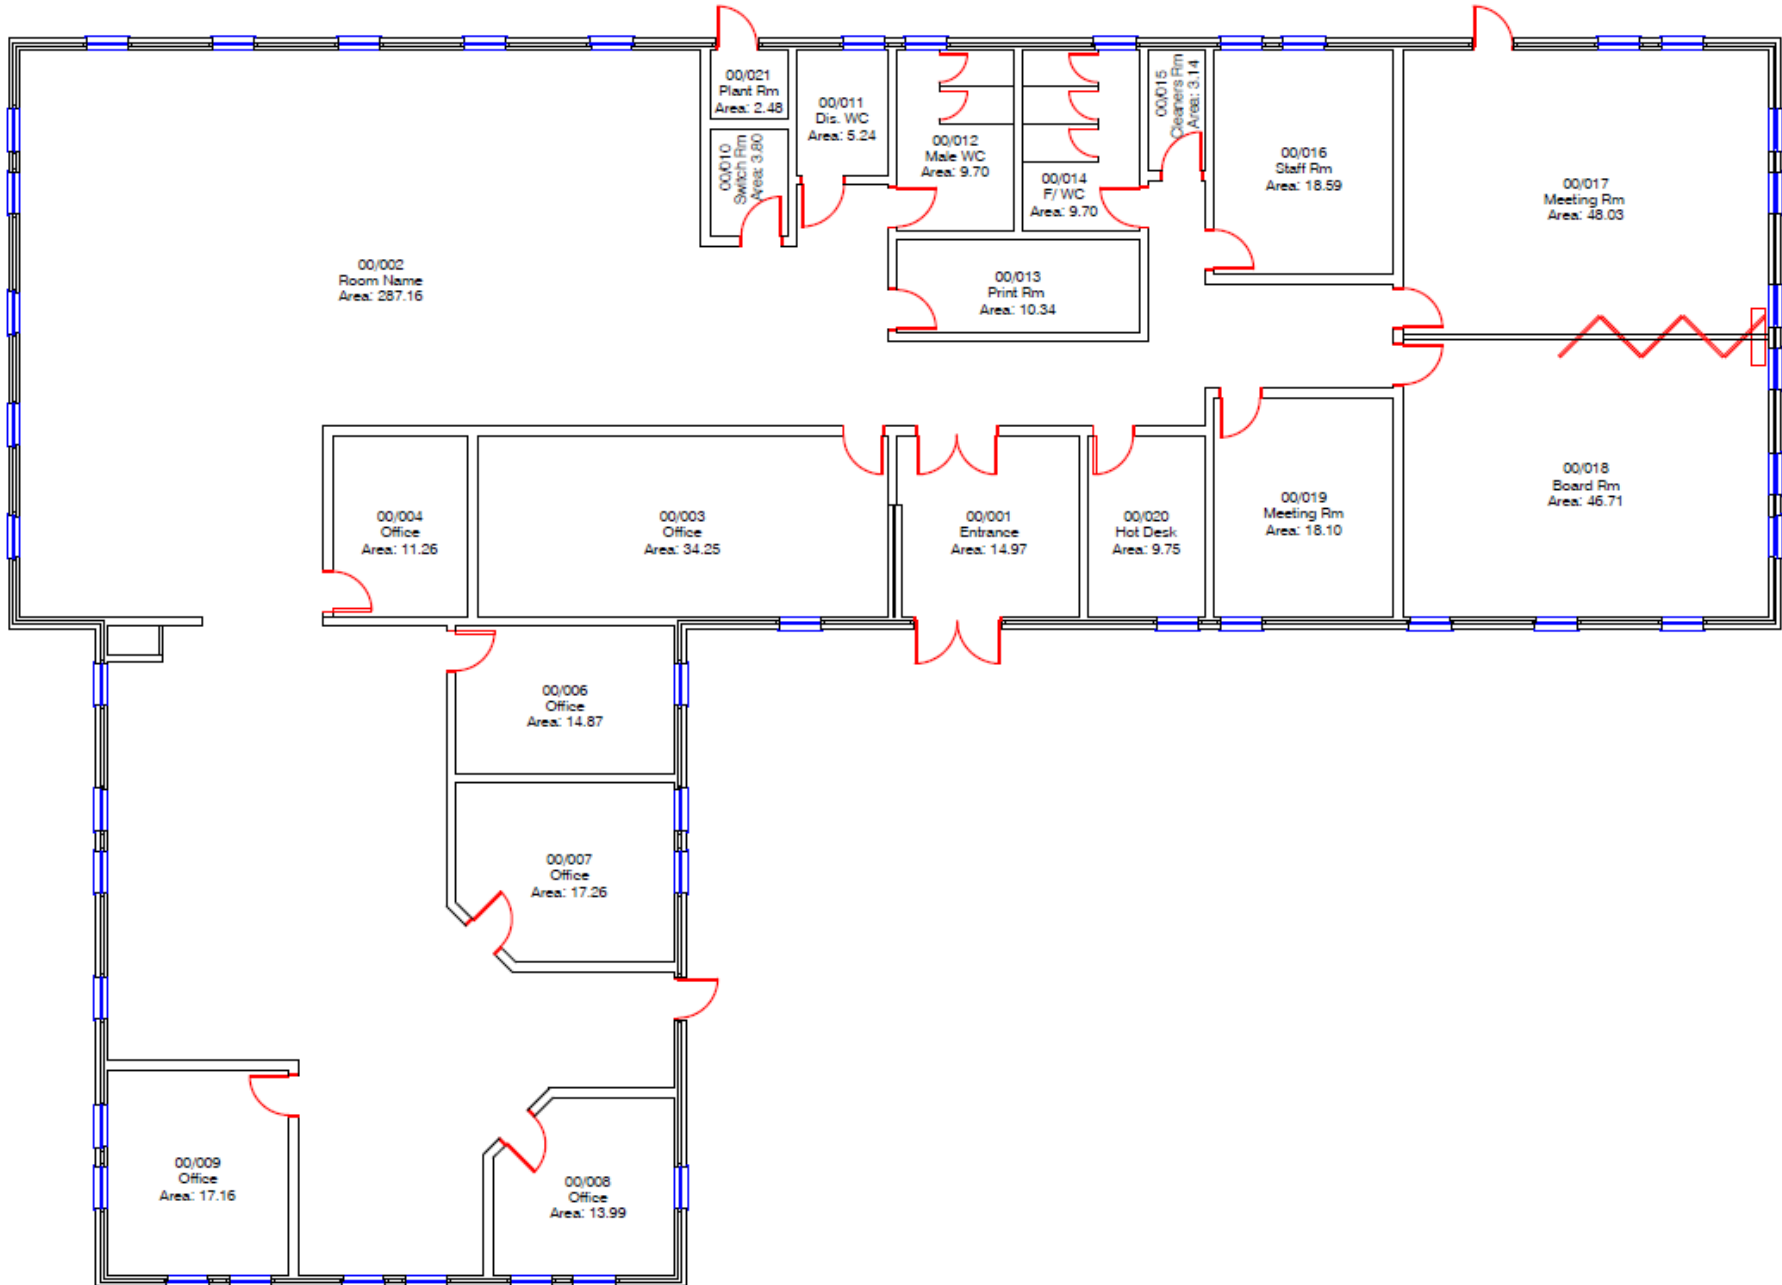 00/021
Plant Rm
Area: 2.48
00/011
Dis. WC
Area: 5.24
00/010
Switch Rm
Area: 3.80
00/012
Male WC
Area: 9.70
00/014
F/ WC
Area: 9.70
00/015
Cleaners Rm
Area: 3.14
00/016
Staff Rm
Area: 18.59
00/017
Meeting Rm
Area: 48.03
00/002
Room Name
Area: 287.16
00/013
Print Rm
Area: 10.34
00/004
Office
Area: 11.26
00/003
Office
Area: 34.25
00/001
Entrance
Area: 14.97
00/020
Hot Desk
Area: 9.75
00/019
Meeting Rm
Area: 18.10
00/018
Board Rm
Area: 46.71
00/006
Office
Area: 14.87
00/007
Office
Area: 17.26
00/009
Office
Area: 17.16
00/008
Office
Area: 13.99